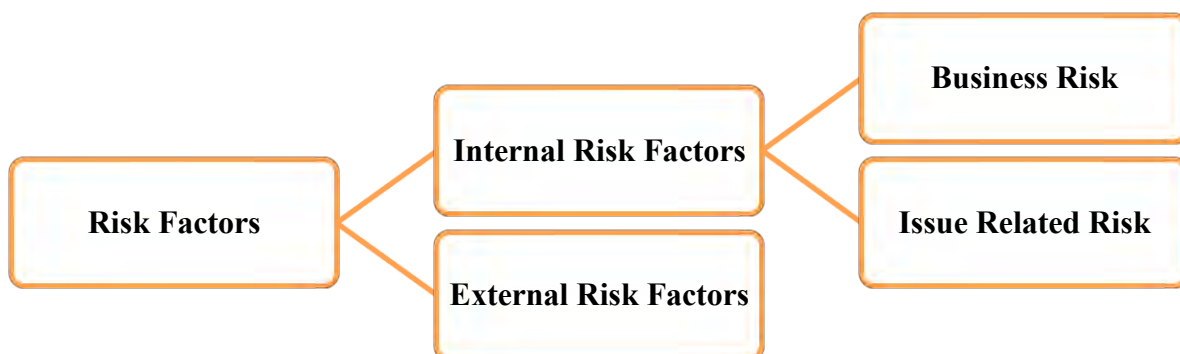 Risk Factors
Internal Risk Factors
Business Risk
Issue Related Risk
External Risk Factors